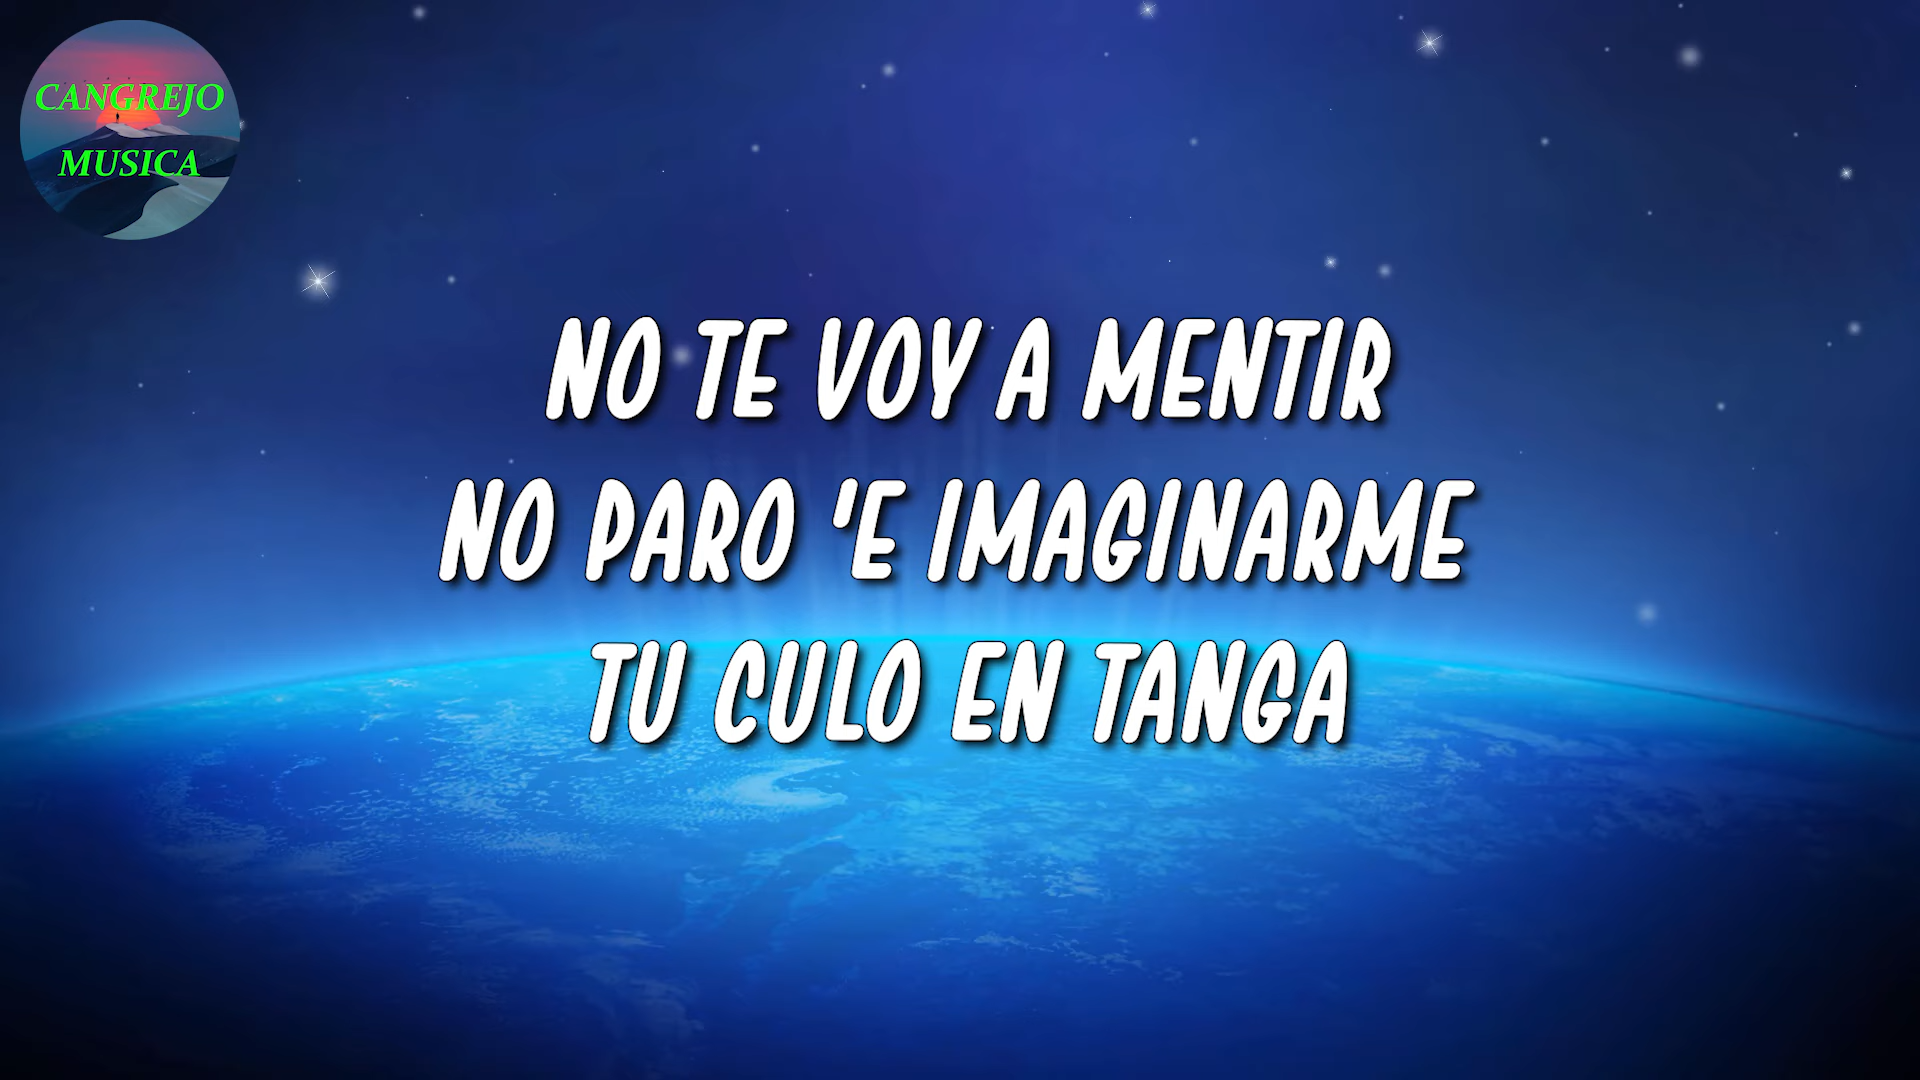 CANGREJO
MUSICA
NO TE VOY A MENTIR
NO PARO 'E IMAGINARME
TU CULO EN TANGA